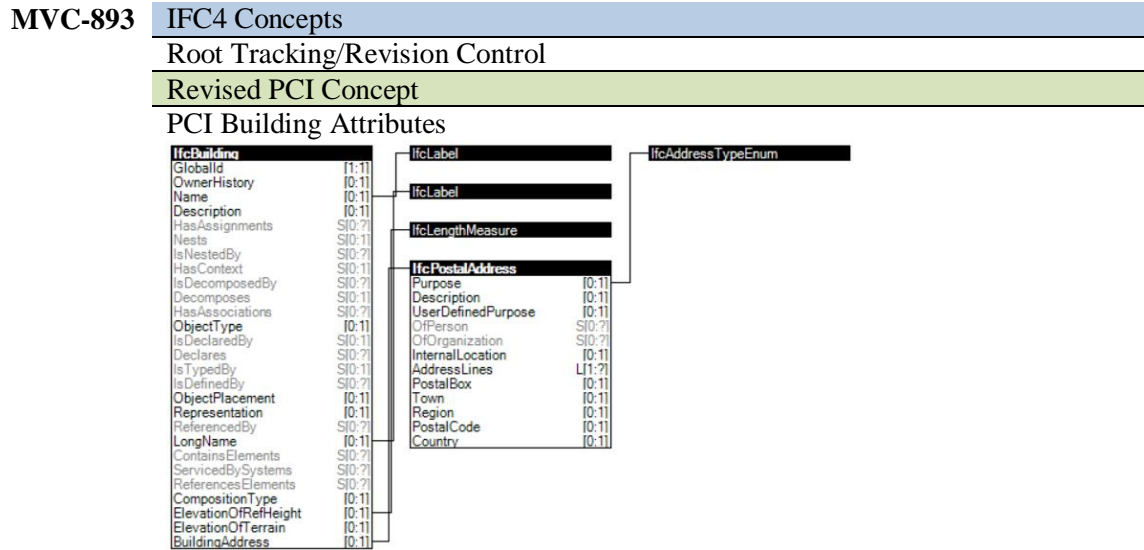 MVC-893 IFC4 Concepts
Root Tracking/Revision Control
Revised PCI Concept
PCI Building Attributes
IfcBuilding
GlobalId [1:1]
OwnerHistory [0:1]
Name [0:1]
Description [0:1]
HasAssignments S[0:?]
Nests S[0:1]
IsNestedBy S[0:?]
HasContext S[0:1]
IsDecomposedBy S[0:?]
Decomposes S[0:1]
HasAssociations S[0:?]
ObjectType [0:1]
IsDeclaredBy S[0:1]
Declares S[0:?]
IsTypedBy S[0:1]
IsDefinedBy S[0:?]
ObjectPlacement [0:1]
Representation [0:1]
ReferencedBy S[0:?]
LongName [0:1]
ContainsElements S[0:?]
ServicedBySystems S[0:?]
ReferencesElements S[0:?]
CompositionType [0:1]
ElevationOfRefHeight [0:1]
ElevationOfTerrain [0:1]
BuildingAddress [0:1]
IfcLabel
IfcLabel
IfcLengthMeasure
IfcPostalAddress
Purpose [0:1]
Description [0:1]
UserDefinedPurpose [0:1]
OfPerson S[0:?]
OfOrganization S[0:?]
InternalLocation [0:1]
AddressLines L[1:?]
PostalBox [0:1]
Town [0:1]
Region [0:1]
PostalCode [0:1]
Country [0:1]
IfcAddressTypeEnum